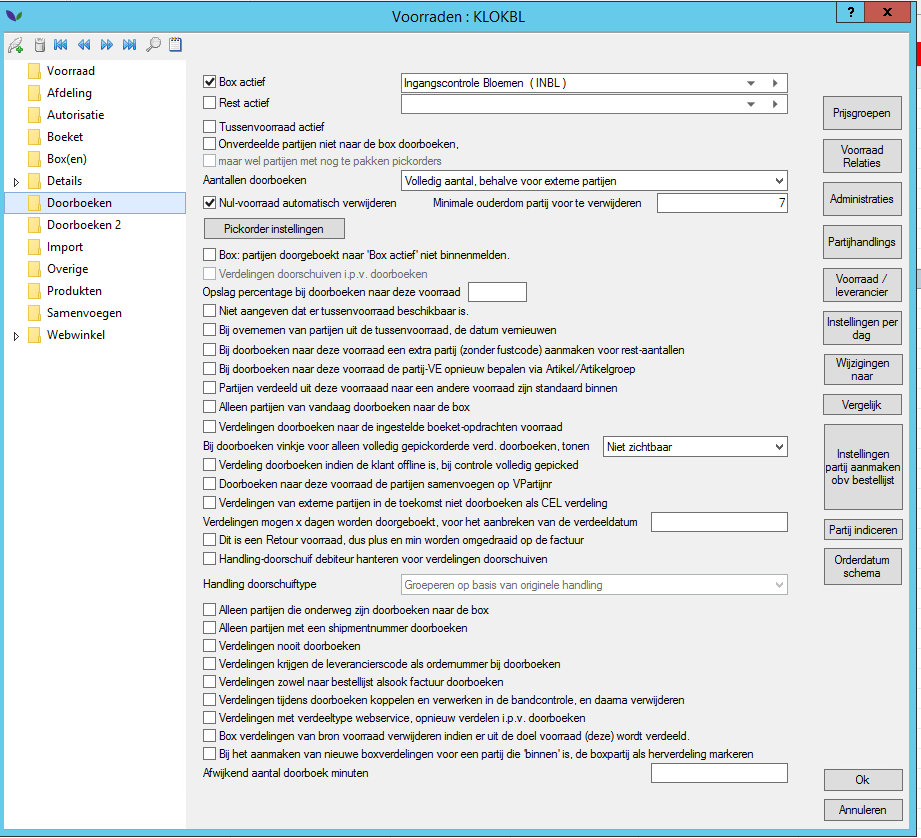 Voorraden : KLOKBL
?
x
Voorraad
Afdeling
Autorisatie
Boeket
Box(en)
Details
Doorboeken
Doorboeken 2
Import
Overige
Produkten
Samenvoegen
Webwinkel
Box actief
Ingangscontrole Bloemen ( INBL )
Rest actief
Tussenvoorraad actief
Onverdeelde partijen niet naar de box doorboeken,
maar wel partijen met nog te pakken pickorders
Aantallen doorboeken
Volledig aantal, behalve voor externe partijen
Nul-voorraad automatisch verwijderen
Minimale ouderdom partij voor te verwijderen
7
Pickorder instellingen
Box: partijen doorgeboekt naar 'Box actief' niet binnenmelden.
Verdelingen doorschuiven i.p.v. doorboeken
Opslag percentage bij doorboeken naar deze voorraad
Niet aangeven dat er tussenvoorraad beschikbaar is.
Bij overnemen van partijen uit de tussenvoorraad, de datum vernieuwen
Bij doorboeken naar deze voorraad een extra partij (zonder fustcode) aanmaken voor rest-aantallen
Bij doorboeken naar deze voorraad de partij-VE opnieuw bepalen via Artikel/Artikelgroep
Partijen verdeeld uit deze voorraaad naar een andere voorraad zijn standaard binnen
Alleen partijen van vandaag doorboeken naar de box
Verdelingen doorboeken naar de ingestelde boeket-opdrachten voorraad
Bij doorboeken vinkje voor alleen volledig gepickorderde verd. doorboeken, tonen
Niet zichtbaar
Verdeling doorboeken indien de klant offline is, bij controle volledig gepicked
Doorboeken naar deze voorraad de partijen samenvoegen op VPartijnr
Verdelingen van externe partijen in de toekomst niet doorboeken als CEL verdeling
Verdelingen mogen x dagen worden doorgeboekt, voor het aanbreken van de verdeeldatum
Dit is een Retour voorraad, dus plus en min worden omgedraaid op de factuur
Handling-doorschuif debiteur hanteren voor verdelingen doorschuiven
Handling doorschuiftype
Groeperen op basis van originele handling
Alleen partijen die onderweg zijn doorboeken naar de box
Alleen partijen met een shipmentnummer doorboeken
Verdelingen nooit doorboeken
Verdelingen krijgen de leverancierscode als ordernummer bij doorboeken
Verdelingen zowel naar bestellijst alsook factuur doorboeken
Verdelingen tijdens doorboeken koppelen en verwerken in de bandcontrole, en daarna verwijderen
Verdelingen met verdeeltype webservice, opnieuw verdelen i.p.v. doorboeken
Box verdelingen van bron voorraad verwijderen indien er uit de doel voorraad (deze) wordt verdeeld.
Bij het aanmaken van nieuwe boxverdelingen voor een partij die 'binnen' is, de boxpartij als herverdeling markeren
Afwijkend aantal doorboek minuten
Prijsgroepen
Voorraad
Relaties
Administraties
Partijhandlings
Voorraad /
leverancier
Instellingen per
dag
Wijzigingen
naar
Vergelijk
Instellingen
partij aanmaken
obv bestellijst
Partij indiceren
Orderdatum
schema
Ok
Annuleren